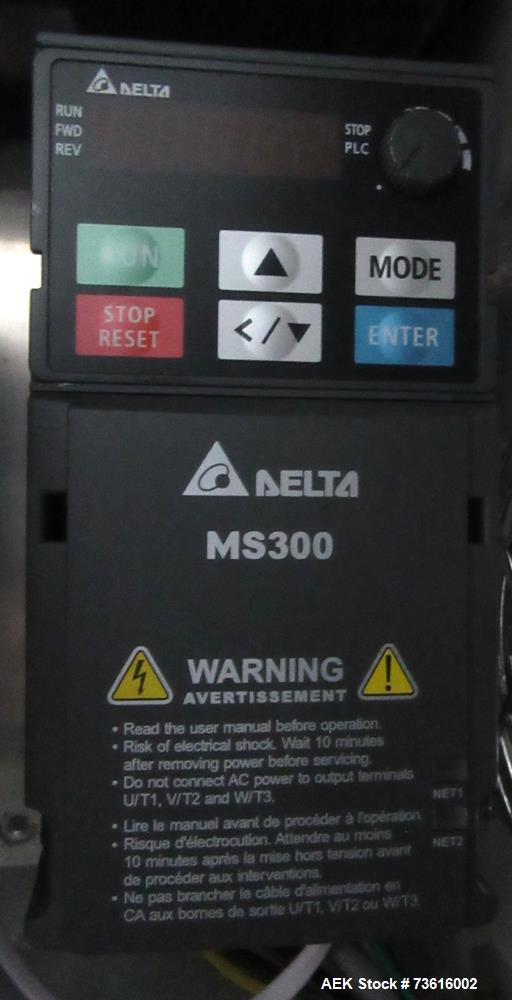 DELTA
RUN
FWD
REV
STOP
PLC
RUN
MODE
STOP
RESET
</▼
ENTER
DELTA
MS300
WARNING
AVERTISSEMENT
• Read the user manual before operation.
• Risk of electrical shock. Wait 10 minutes
after removing power before servicing.
• Do not connect AC power to output terminals
U/T1, V/T2 and W/T3.
NET1
• Lire le manuel avant de procéder à l'opération.
• Risque d'électrocution. Attendre au moins
NET2
10 minutes après la mise hors tension avant
de procéder aux interventions.
• Ne pas brancher le câble d'alimentation en
CA aux bornes de sortie U/T1, V/T2 ou W/T3.
AEK Stock # 73616002